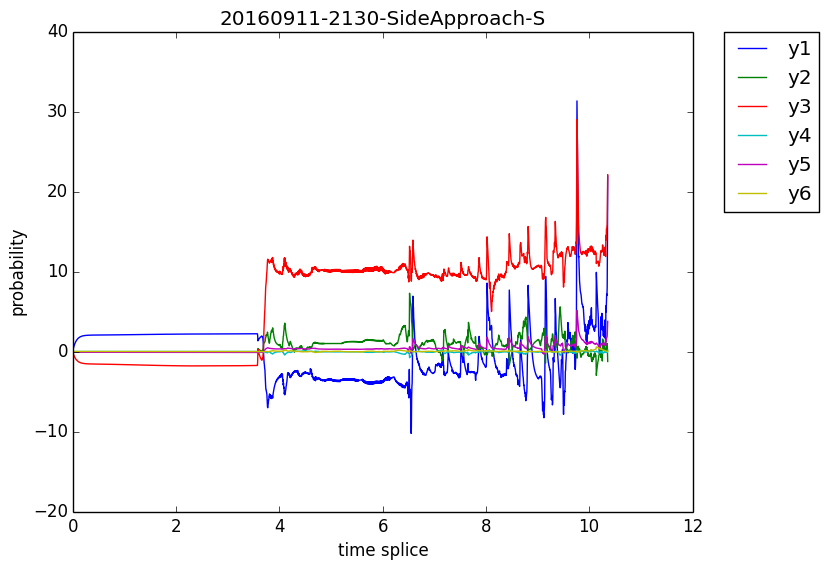 20160911-2130-SideApproach-S
40
30
20
10
0
−10
−20
probability
0 2 4 6 8 10 12
time splice
y1
y2
y3
y4
y5
y6